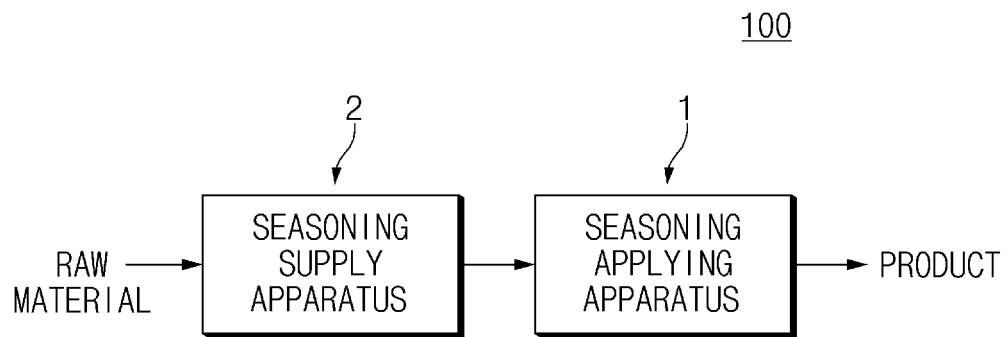 100
2
1
RAW
MATERIAL
SEASONING
SUPPLY
APPARATUS
SEASONING
APPLYING
APPARATUS
PRODUCT